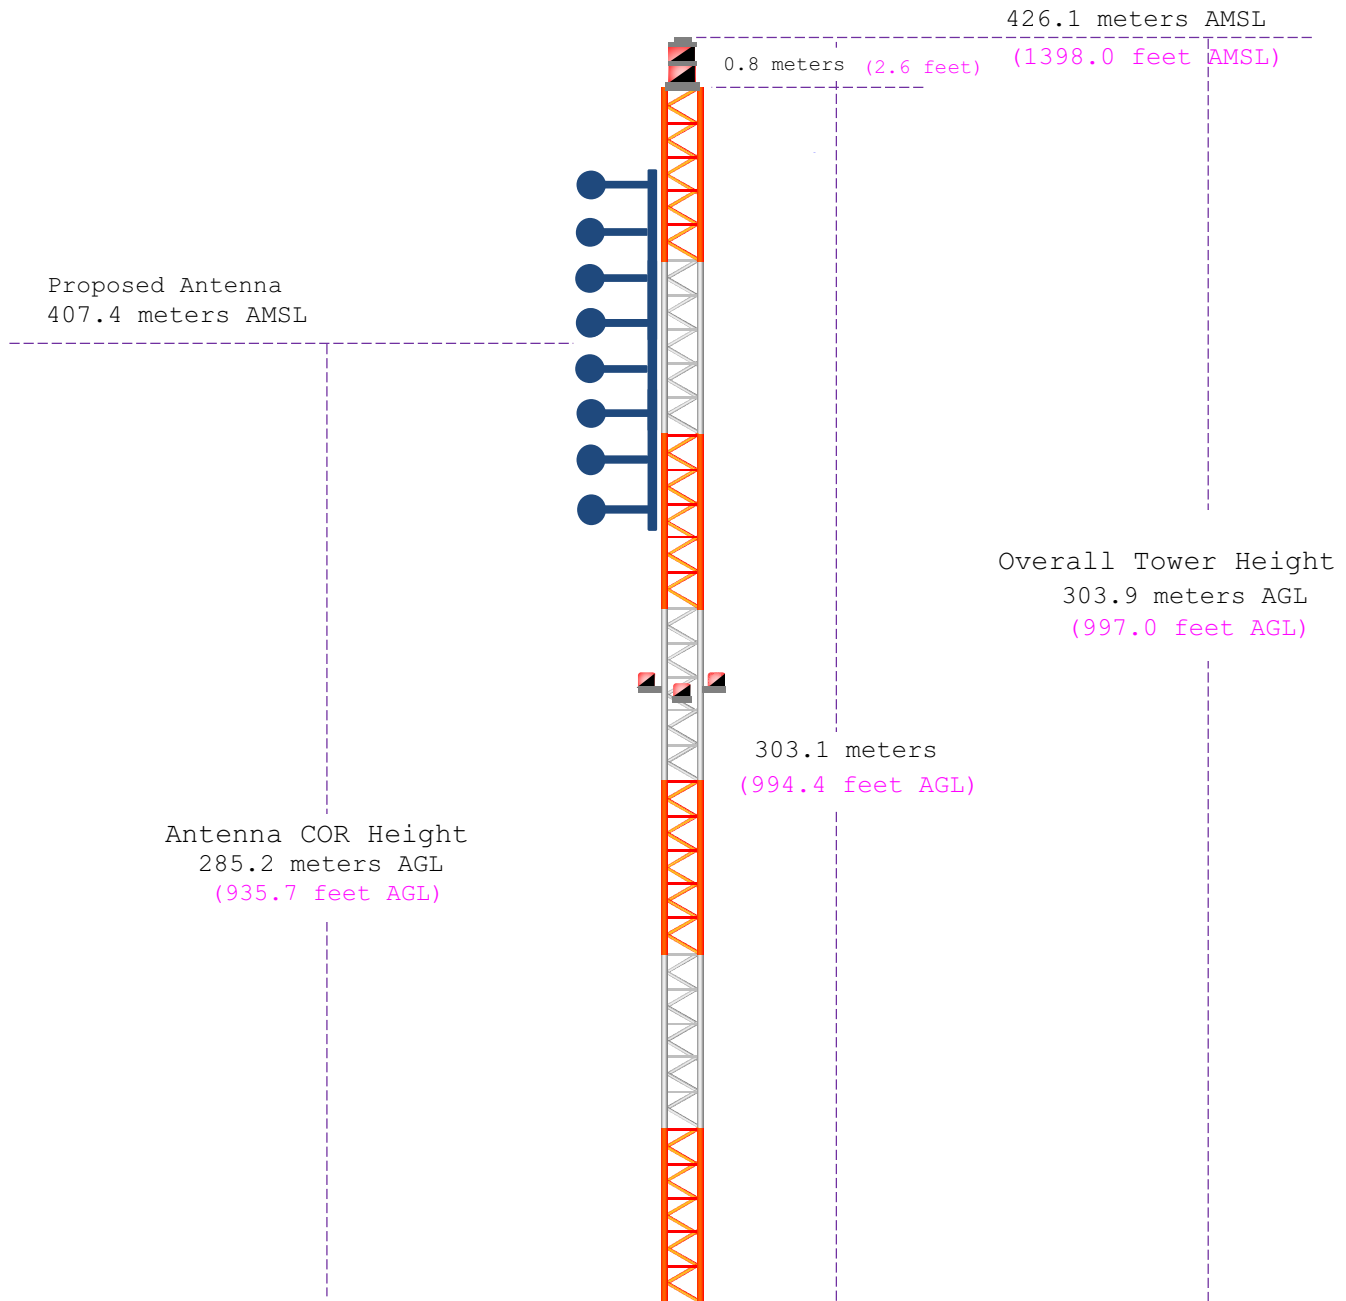 426.1 meters AMSL
(1398.0 feet AMSL)
0.8 meters (2.6 feet)
Proposed Antenna
407.4 meters AMSL
Overall Tower Height
303.9 meters AGL
(997.0 feet AGL)
303.1 meters
(994.4 feet AGL)
Antenna COR Height
285.2 meters AGL
(935.7 feet AGL)